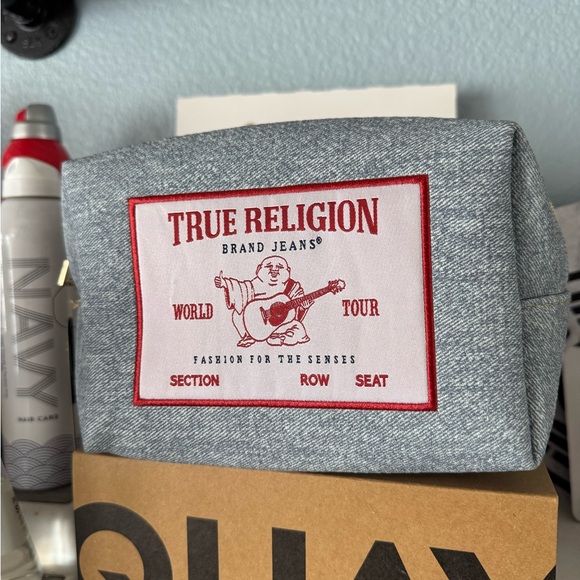 TRUE RELIGION
BRAND JEANS®
WORLD TOUR
FASHION FOR THE SENSES
SECTION ROW SEAT
NAVY
HAIR CARE
QUAY